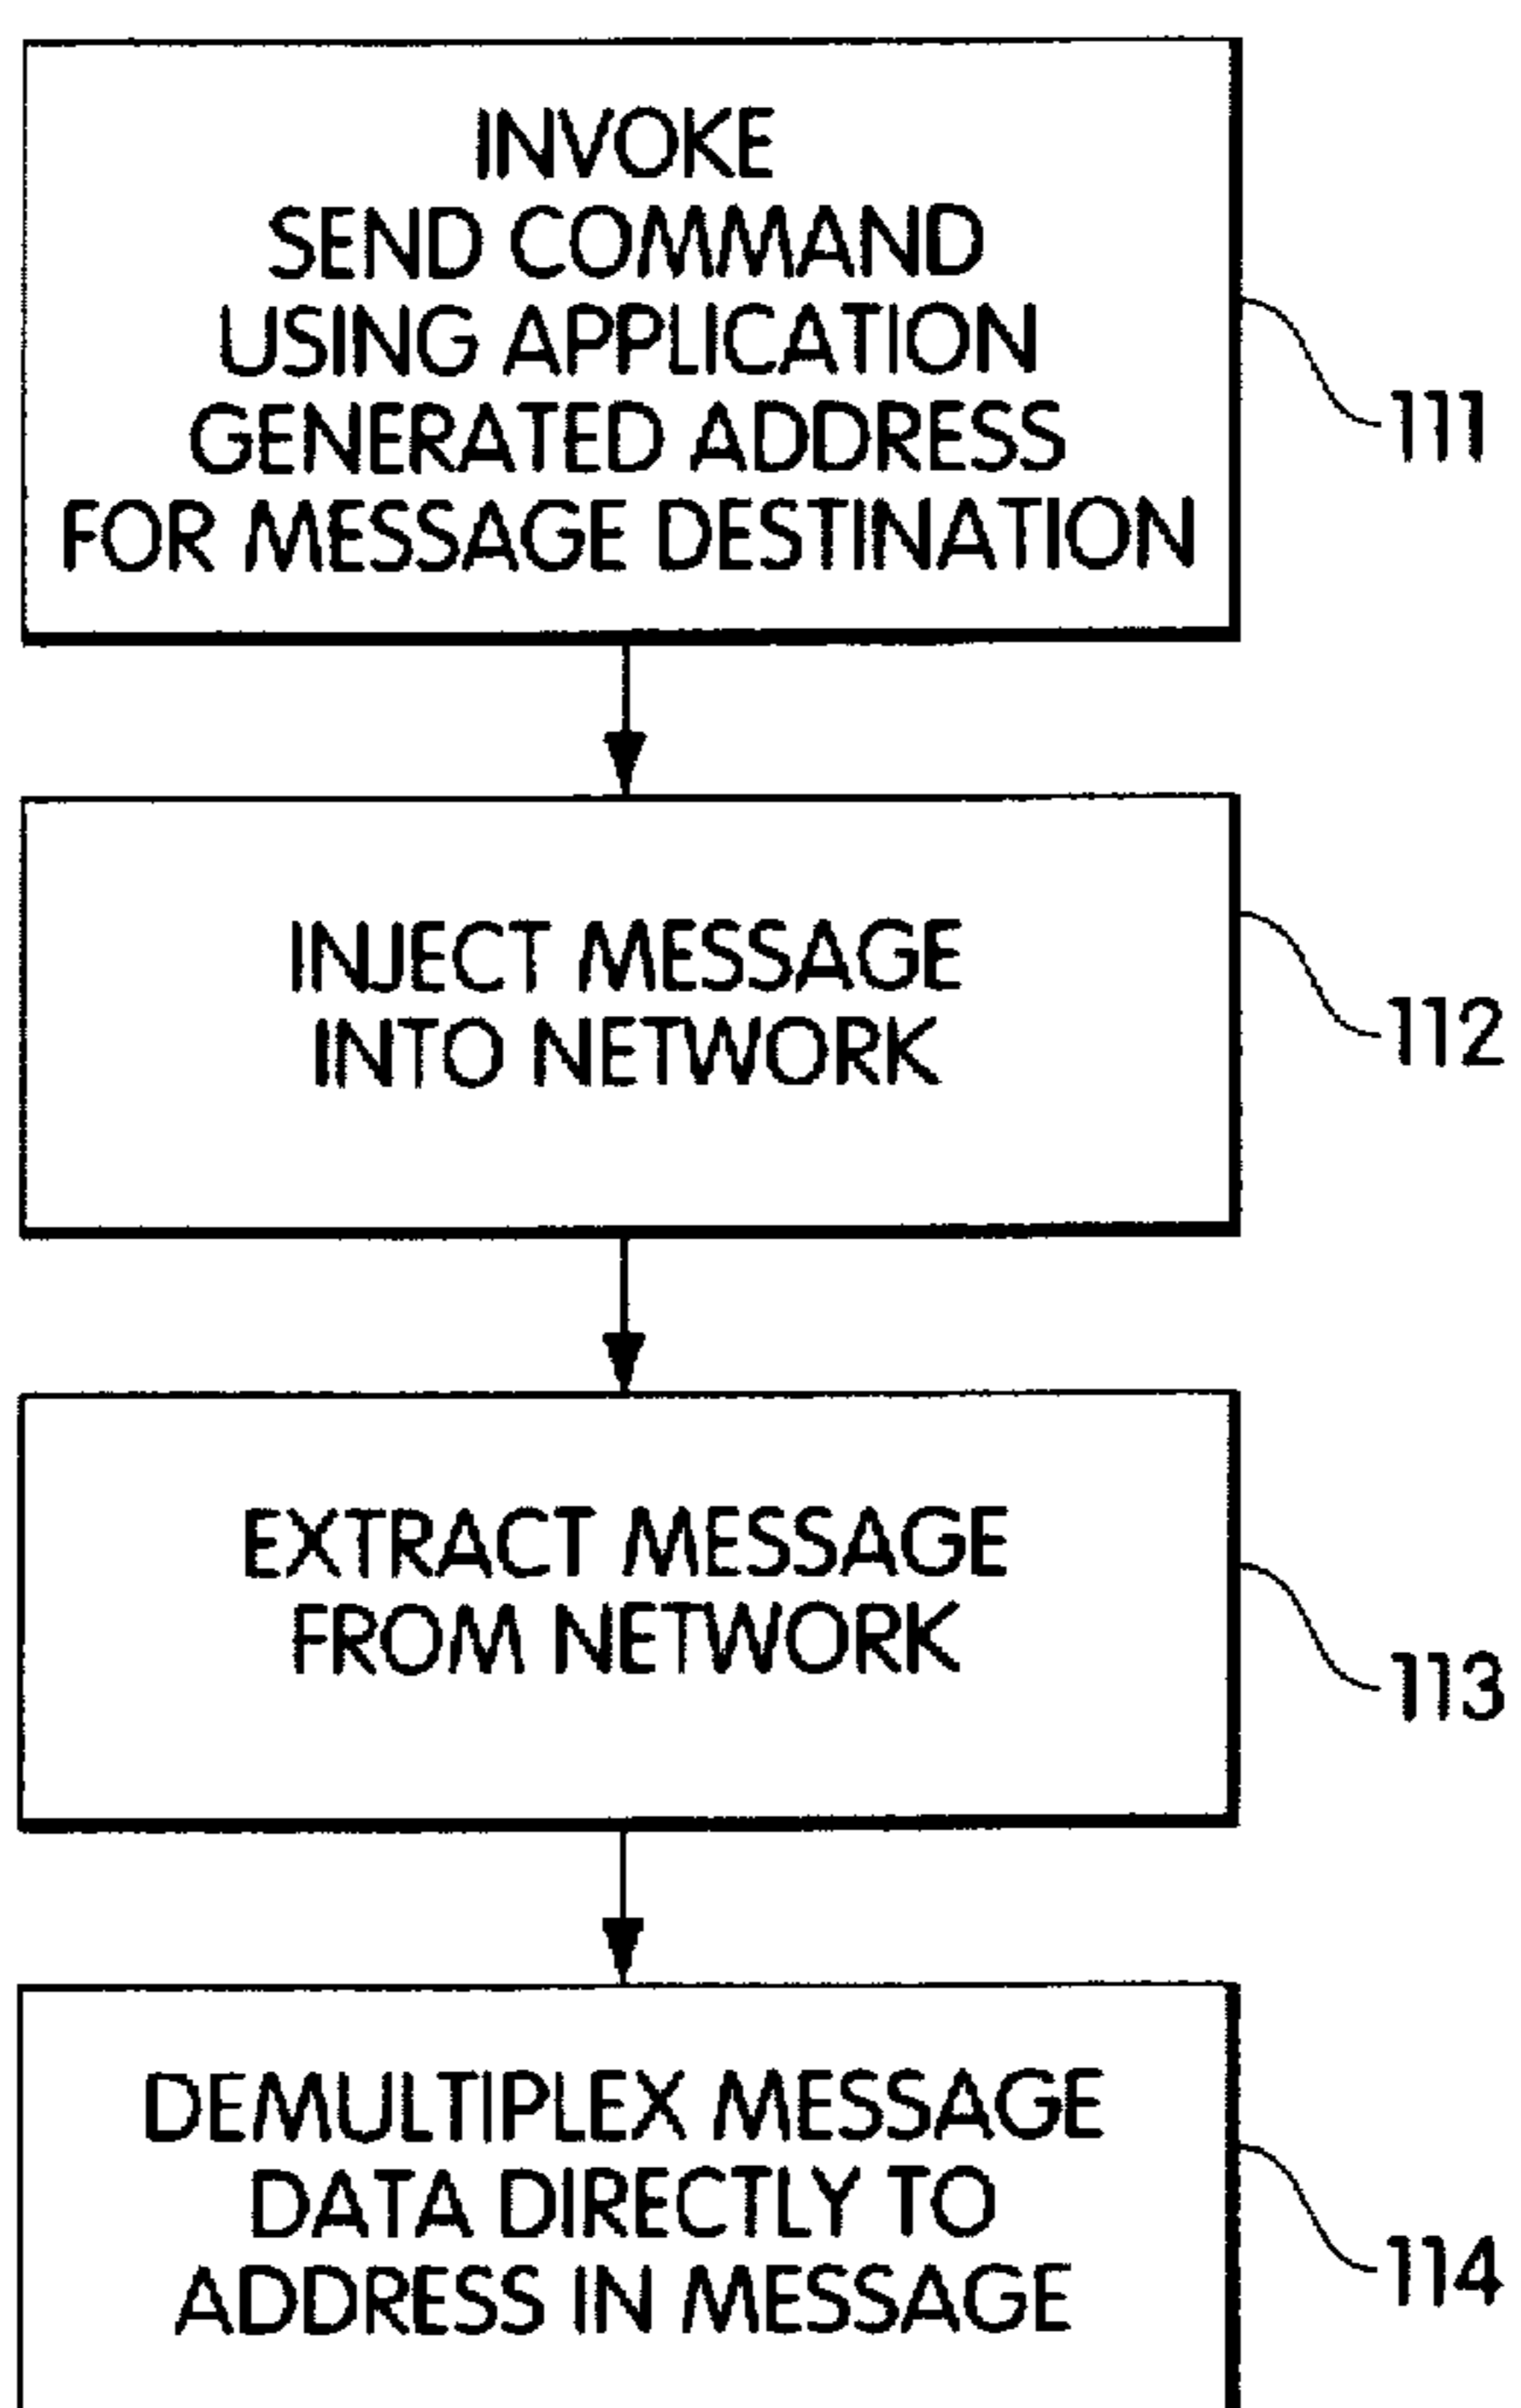 INVOKE
SEND COMMAND
USING APPLICATION
GENERATED ADDRESS
FOR MESSAGE DESTINATION
111
INJECT MESSAGE
INTO NETWORK
112
EXTRACT MESSAGE
FROM NETWORK
113
DEMULTIPLEX MESSAGE
DATA DIRECTLY TO
ADDRESS IN MESSAGE
114